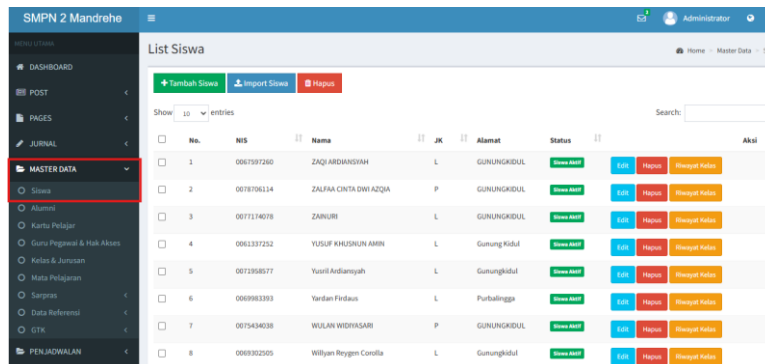 SMPN 2 Mandrehe
Administrator
MENU UTAMA
DASHBOARD
POST
PAGES
JURNAL
MASTER DATA
Siswa
Alumni
Kartu Pelajar
Guru Pegawai & Hak Akses
Kelas & Jurusan
Mata Pelajaran
Sarpras
Data Referensi
GTK
PENJADWALAN
List Siswa
Home Master Data
Tambah Siswa Import Siswa Hapus
Show 10 entries Search:
No. NIS Nama JK Alamat Status Aksi
1 0067597260 ZAQI ARDIANSYAH L GUNUNGKIDUL Siswa Aktif Edit Hapus Riwayat Kelas
2 0078706114 ZALFAA CINTA DWI AZQIA P GUNUNGKIDUL Siswa Aktif Edit Hapus Riwayat Kelas
3 0077174078 ZAINURI L GUNUNGKIDUL Siswa Aktif Edit Hapus Riwayat Kelas
4 0061337252 YUSUF KHUSNUN AMIN L Gunung Kidul Siswa Aktif Edit Hapus Riwayat Kelas
5 0071958577 Yusril Ardiansyah L Gunungkidul Siswa Aktif Edit Hapus Riwayat Kelas
6 0069983393 Yardan Firdaus L Purbalingga Siswa Aktif Edit Hapus Riwayat Kelas
7 0075434038 WULAN WIDIYASARI P GUNUNGKIDUL Siswa Aktif Edit Hapus Riwayat Kelas
8 0069302505 Willyan Reygen Corolla L Gunungkidul Siswa Aktif Edit Hapus Riwayat Kelas